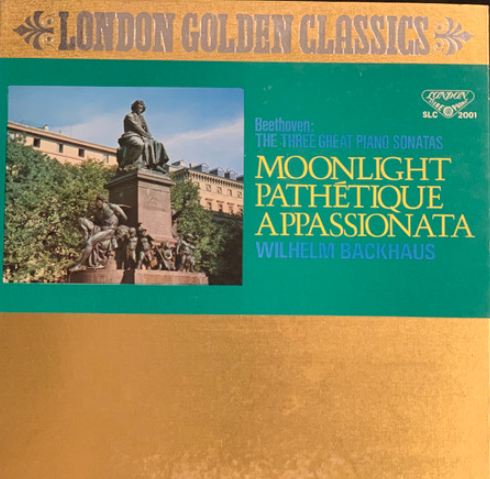 LONDON GOLDEN CLASSICS
LONDON
SLC 2001
Beethoven:
THE THREE GREAT PIANO SONATAS
MOONLIGHT
PATHÉTIQUE
APPASSIONATA
WILHELM BACKHAUS